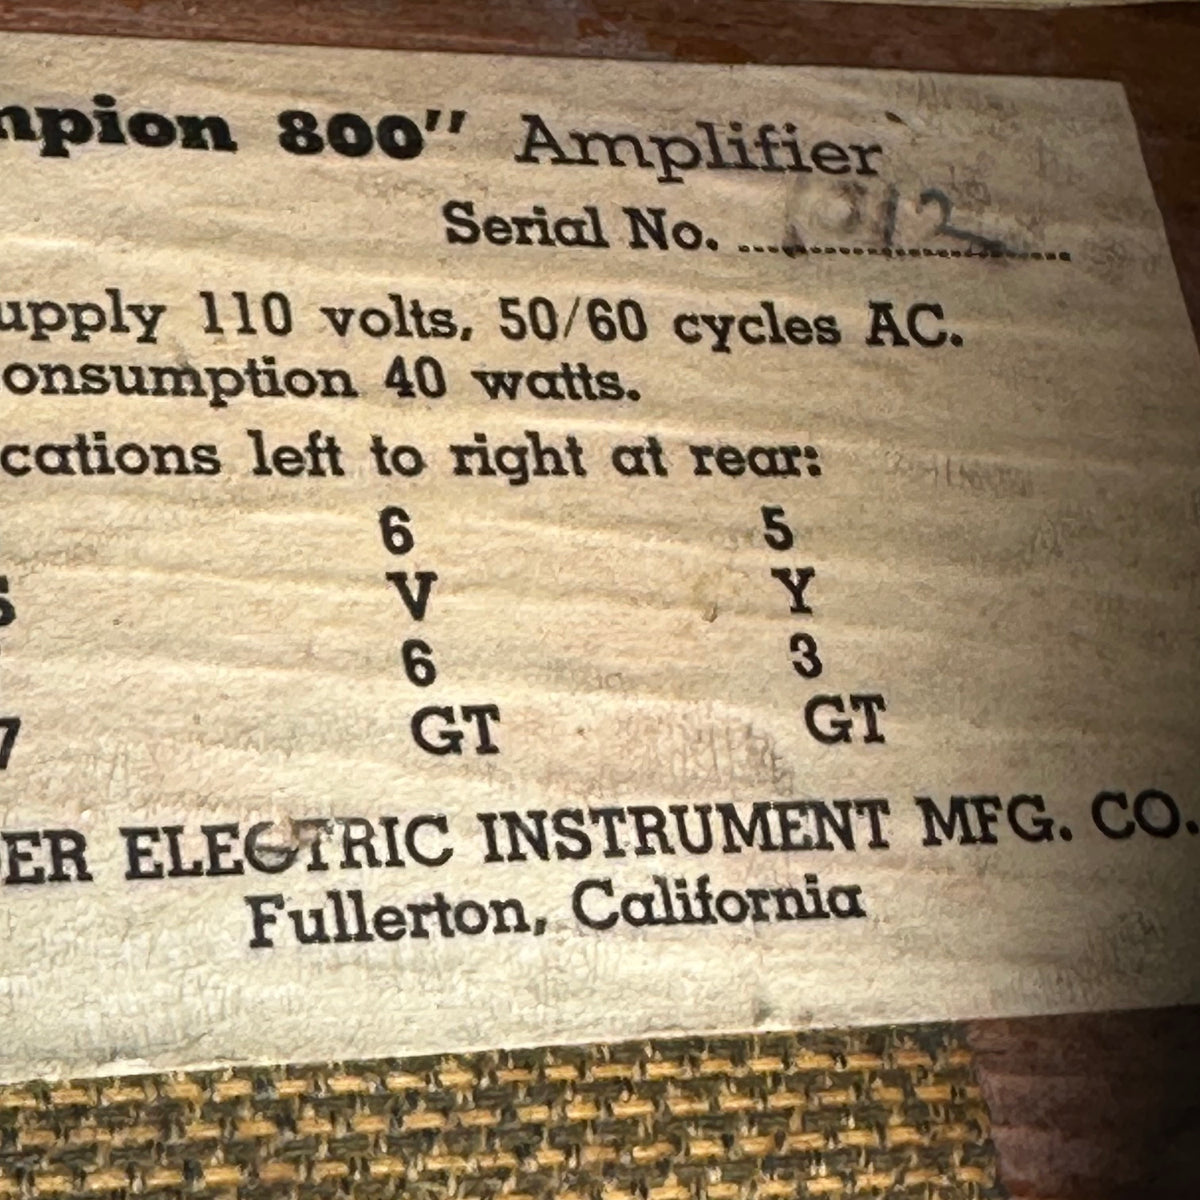 mpion 800" Amplifier
Serial No. ........................
upply 110 volts, 50/60 cycles AC.
onsumption 40 watts.
cations left to right at rear:
6 5
V Y
6 3
7 GT GT
ER ELECTRIC INSTRUMENT MFG. CO.
Fullerton, California